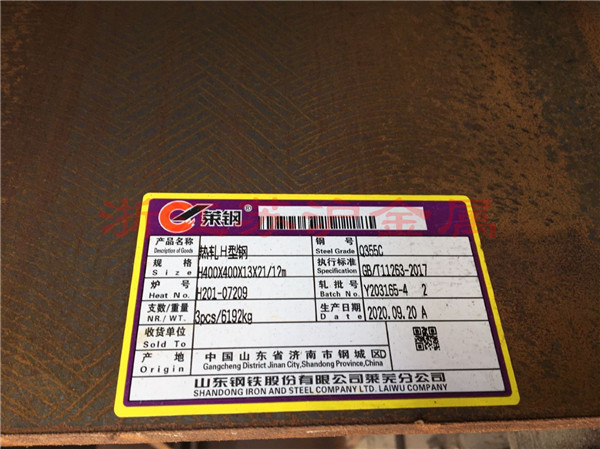 莱钢®
产品名称 Description of Goods 热轧H型钢 钢号 Steel Grade Q355C
规格 Size H400X400X13X21/12m 执行标准 Specification GB/T11263-2017
炉号 Heat No. H201-07209 轧批号 Batch No. Y203165-4 2
支数/重量 NR./WT. 3pcs/6192kg 生产日期 Date 2020.09.20 A
收货单位 Sold To
产地 Origin 中国山东省济南市钢城区D
Gangcheng District Jinan City,Shandong Province,China
山东钢铁股份有限公司莱芜分公司
SHANDONG IRON AND STEEL COMPANY LTD. LAIWU COMPANY